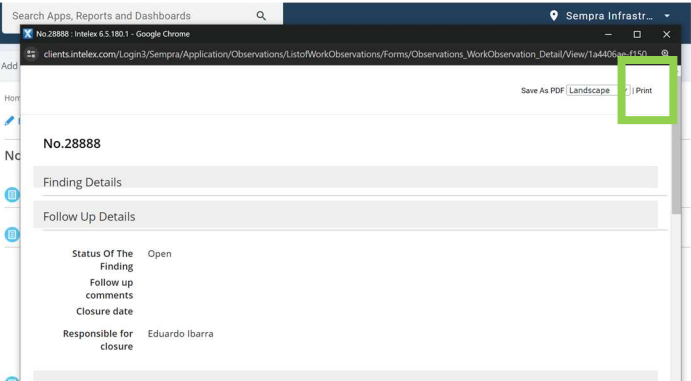 Search Apps, Reports and Dashboards
Sempra Infrastr...
No.28888 : Intelex 6.5.180.1 - Google Chrome
clients.intelex.com/Login3/Sempra/Application/Observations/ListofWorkObservations/Forms/Observations_WorkObservation_Detail/View/1a4406ae-f150...
Add
Save As PDF Landscape | Print
Hom
No.28888
No
Finding Details
Follow Up Details
Status Of The Open
Finding
Follow up
comments
Closure date
Responsible for Eduardo Ibarra
closure